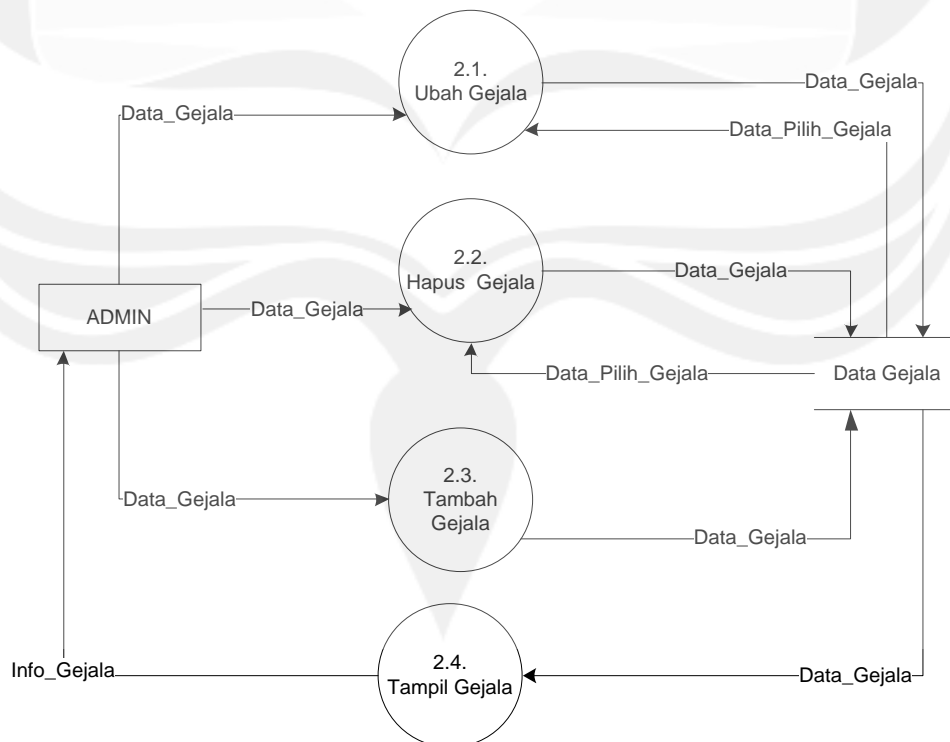 2.1.
Ubah Gejala
Data_Gejala
Data_Gejala
Data_Pilih_Gejala
2.2.
Hapus  Gejala
Data_Gejala
ADMIN
Data_Gejala
Data_Pilih_Gejala
Data Gejala
2.3.
Tambah
Gejala
Data_Gejala
Data_Gejala
2.4.
Tampil Gejala
Info_Gejala
Data_Gejala